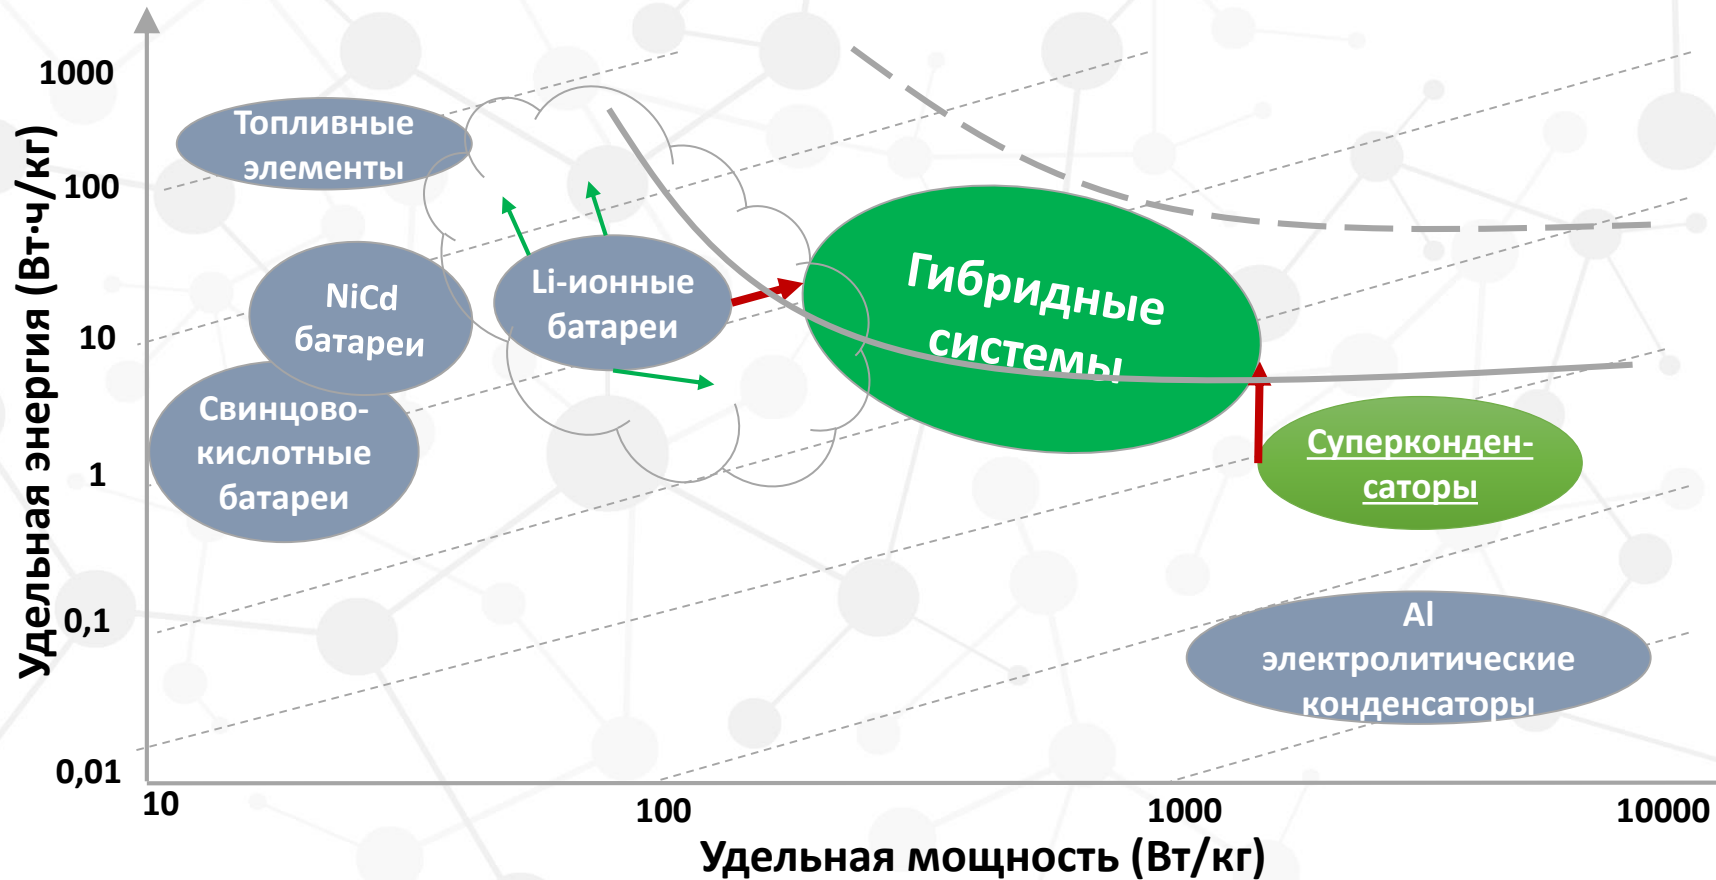 1000
Топливные
элементы
100
Удельная энергия (Вт·ч/кг)
Гибридные
системы
Li-ионные
батареи
NiCd
батареи
10
Свинцово-
кислотные
батареи
Суперконден-
саторы
1
0,1
Al
электролитические
конденсаторы
0,01
10
100
1000
10000
Удельная мощность (Вт/кг)